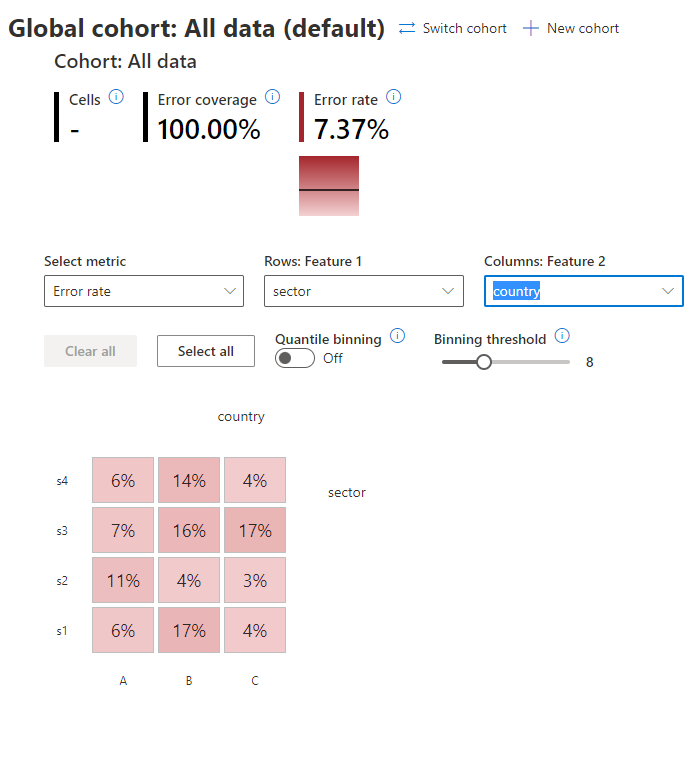 Global cohort: All data (default) Switch cohort New cohort
Cohort: All data
Cells Error coverage Error rate
- 100.00% 7.37%
Select metric Rows: Feature 1 Columns: Feature 2
Error rate sector country
Clear all Select all Quantile binning Off Binning threshold 8
country
s4 6% 14% 4%
sector
s3 7% 16% 17%
s2 11% 4% 3%
s1 6% 17% 4%
A B C